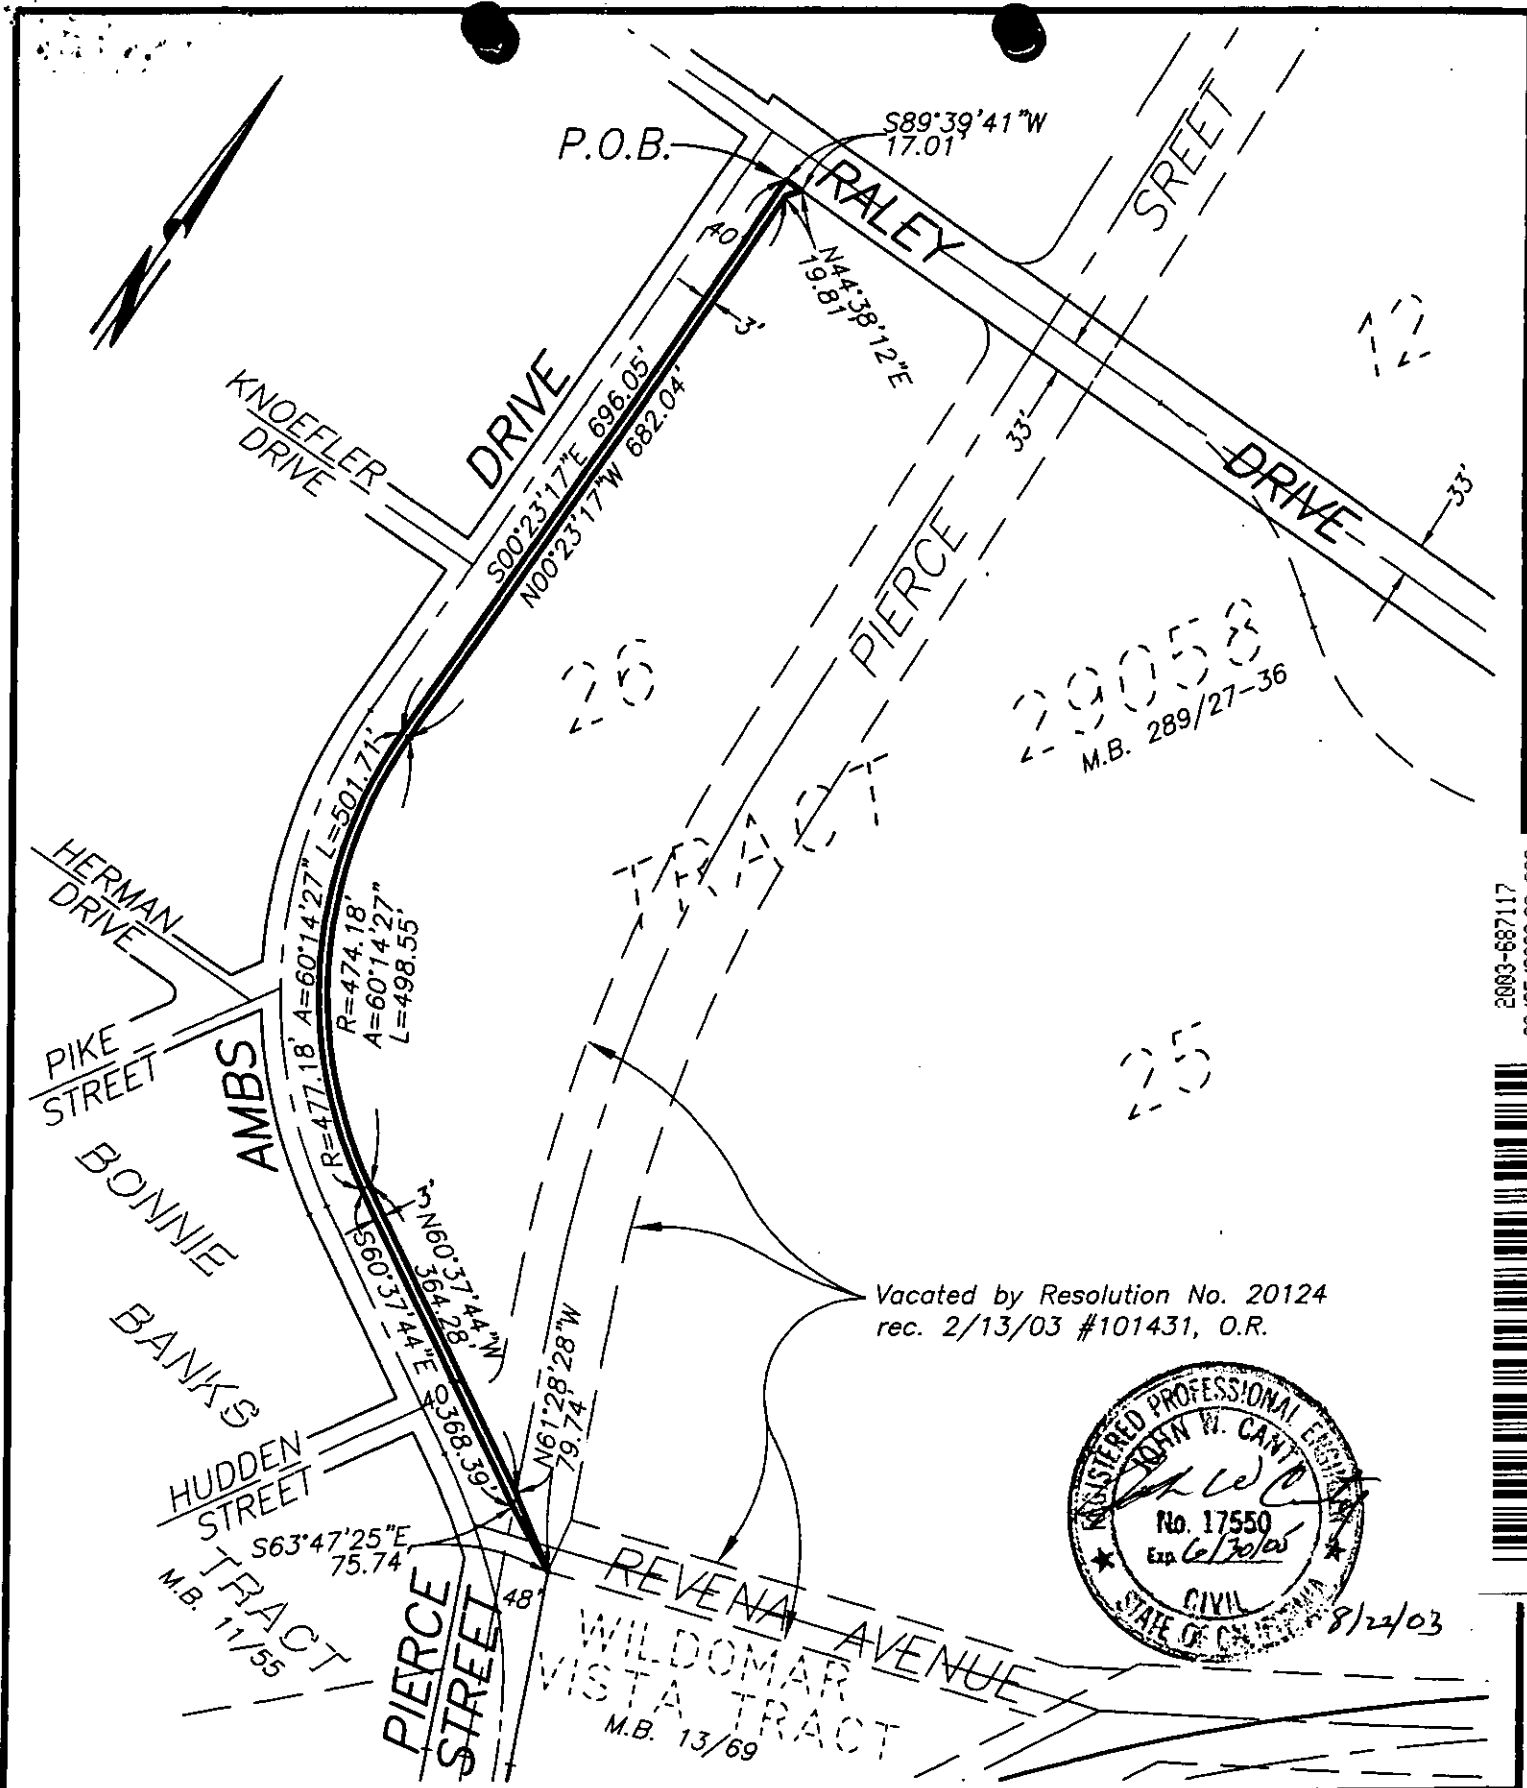 P.O.B.
S89°39'41"W
17.01'
RALEY
SREET
40'
N44°38'12"E
19.81'
3'
12
KNOEFLER
DRIVE
DRIVE
S00°23'17"E 696.05'
N00°23'17"W 682.04'
33'
DRIVE
33'
PIERCE
26
29058
M.B. 289/27-36
TRACT
HERMAN
DRIVE
R=477.18' A=60°14'27" L=501.71'
R=474.18'
A=60°14'27"
L=498.55'
PIKE
STREET
AMBS
25
2003-687117
BONNIE
BANKS
TRACT
M.B. 11/55
3'
N60°37'44"W
364.28'
S60°37'44"E 368.39'
40'
N61°28'28"W
79.74'
Vacated by Resolution No. 20124
rec. 2/13/03 #101431, O.R.
HUDDEN
STREET
S63°47'25"E
75.74'
48'
PIERCE
STREET
REVENA AVENUE
WILDOMAR
VISTA TRACT
M.B. 13/69
REGISTERED PROFESSIONAL ENGINEER
JOHN W. CANTY
No. 17550
Exp. 6/30/05
CIVIL
STATE OF CALIFORNIA
8/22/03